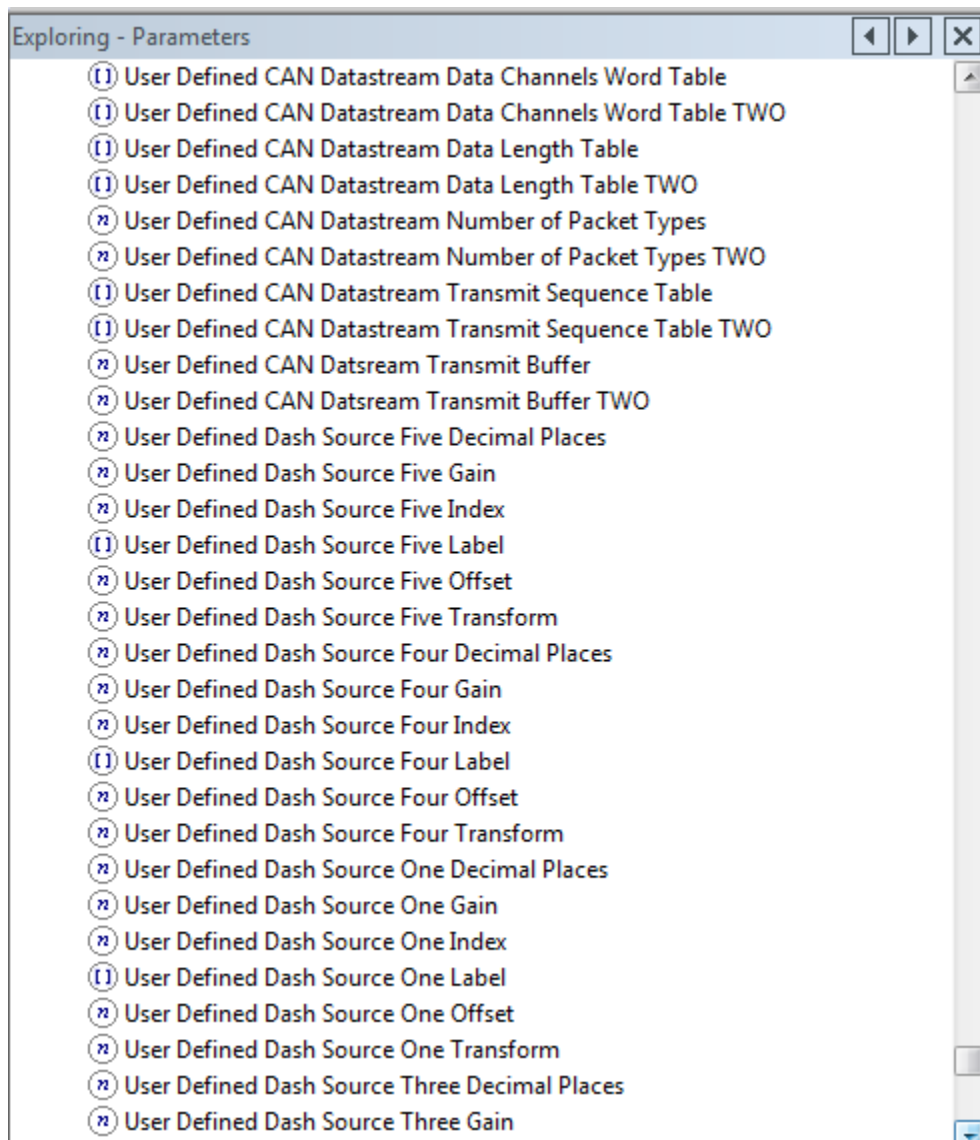 Exploring - Parameters
[ ] User Defined CAN Datastream Data Channels Word Table
[ ] User Defined CAN Datastream Data Channels Word Table TWO
[ ] User Defined CAN Datastream Data Length Table
[ ] User Defined CAN Datastream Data Length Table TWO
n User Defined CAN Datastream Number of Packet Types
n User Defined CAN Datastream Number of Packet Types TWO
[ ] User Defined CAN Datastream Transmit Sequence Table
[ ] User Defined CAN Datastream Transmit Sequence Table TWO
n User Defined CAN Datsream Transmit Buffer
n User Defined CAN Datsream Transmit Buffer TWO
n User Defined Dash Source Five Decimal Places
n User Defined Dash Source Five Gain
n User Defined Dash Source Five Index
[ ] User Defined Dash Source Five Label
n User Defined Dash Source Five Offset
n User Defined Dash Source Five Transform
n User Defined Dash Source Four Decimal Places
n User Defined Dash Source Four Gain
n User Defined Dash Source Four Index
[ ] User Defined Dash Source Four Label
n User Defined Dash Source Four Offset
n User Defined Dash Source Four Transform
n User Defined Dash Source One Decimal Places
n User Defined Dash Source One Gain
n User Defined Dash Source One Index
[ ] User Defined Dash Source One Label
n User Defined Dash Source One Offset
n User Defined Dash Source One Transform
n User Defined Dash Source Three Decimal Places
n User Defined Dash Source Three Gain